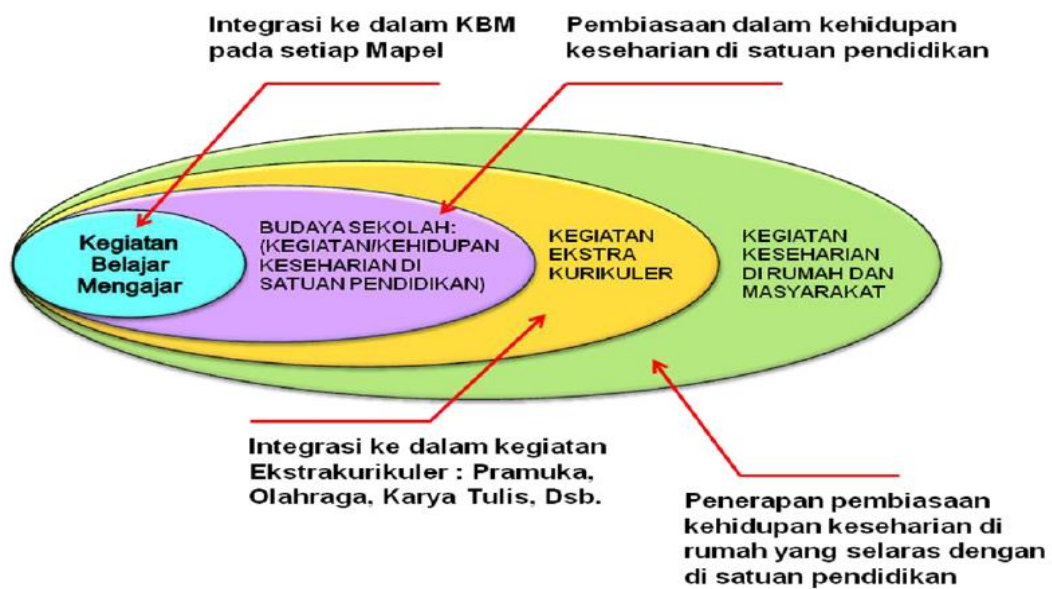 Integrasi ke dalam KBM
pada setiap Mapel
Pembiasaan dalam kehidupan
keseharian di satuan pendidikan
Kegiatan
Belajar
Mengajar
BUDAYA SEKOLAH:
(KEGIATAN/KEHIDUPAN
KESEHARIAN DI
SATUAN PENDIDIKAN)
KEGIATAN
EKSTRA
KURIKULER
KEGIATAN
KESEHARIAN
DI RUMAH DAN
MASYARAKAT
Integrasi ke dalam kegiatan
Ekstrakurikuler : Pramuka,
Olahraga, Karya Tulis, Dsb.
Penerapan pembiasaan
kehidupan keseharian di
rumah yang selaras dengan
di satuan pendidikan